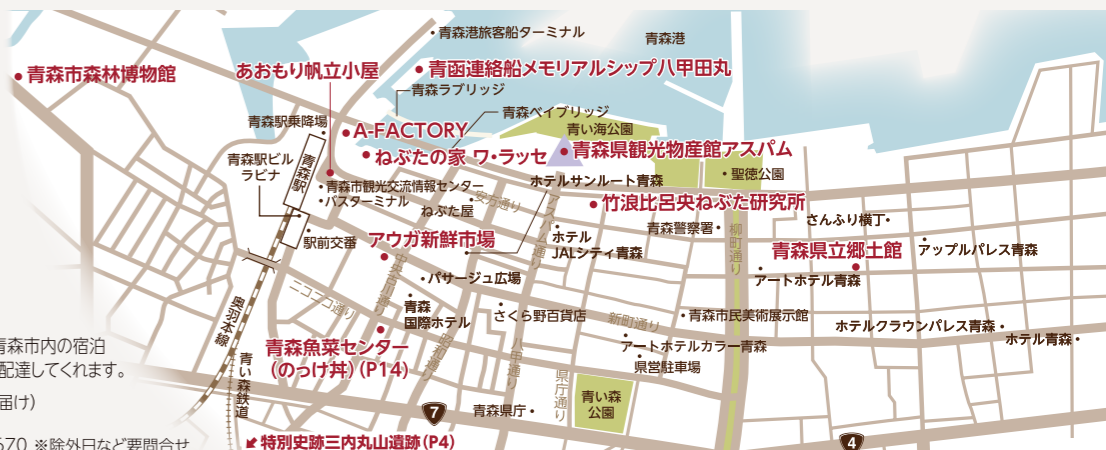 青森港旅客船ターミナル
青森港
青森市森林博物館
あおもり帆立小屋
青函連絡船メモリアルシップ八甲田丸
青森ラブリッジ
青森ベイブリッジ
青森駅乗降場
A-FACTORY
青い海公園
ねぶたの家 ワ・ラッセ
青森県観光物産館アスパム
青森駅ビル
ラビナ
青森駅
聖徳公園
青森市観光交流情報センター
バスターミナル
ホテルサンルート青森
安方通り
ねぶた屋
アスパム通り
竹浪比呂央ねぶた研究所
さんふり横丁
駅前交番
アウガ新鮮市場
ホテル
JALシティ青森
青森警察署
柳町通り
青森県立郷土館
アップルパレス青森
アートホテル青森
中央古川通り
パサージュ広場
ニコニコ通り
青森
国際ホテル
さくら野百貨店
新町通り
青森市民美術展示館
ホテルクラウンパレス青森
ホテル青森
奥羽本線
青森魚菜センター
(のっけ丼)(P14)
昭和通り
八甲通り
アートホテルカラー青森
県営駐車場
青い森鉄道
県庁通り
青い森
公園
青森県庁
7
4
特別史跡三内丸山遺跡(P4)
青森市内の宿泊
配達してくれます。
届け)
670 ※除外日など要問合せ